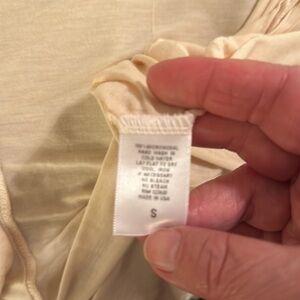 HAND WASH IN
COLD WATER
LAY FLAT TO DRY
COOL IRON
IF NECESSARY
NO BLEACH
NO STEAM
MADE IN USA
S